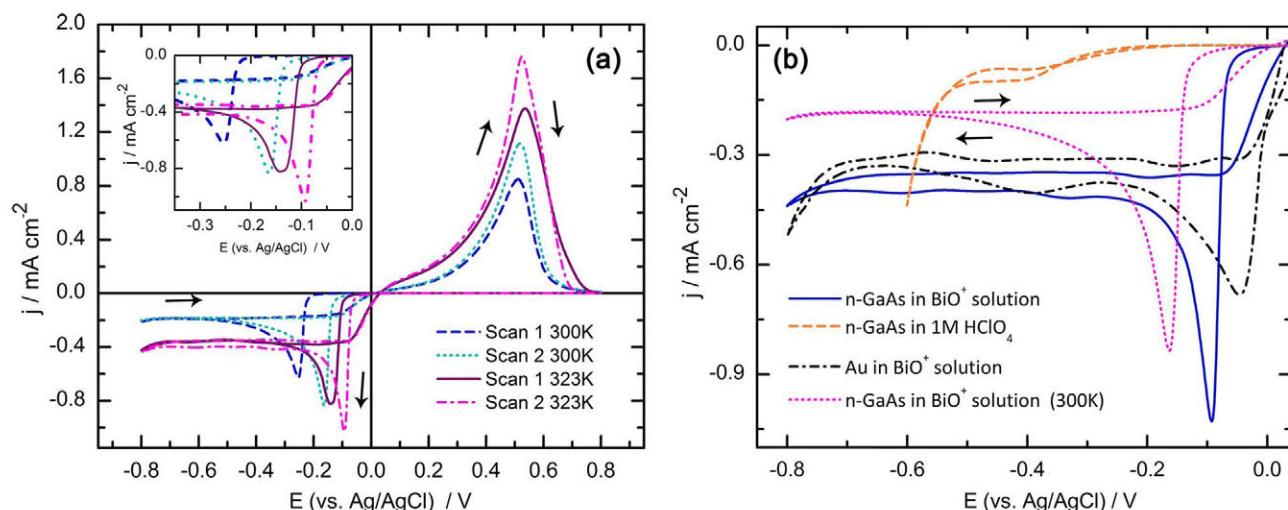 (a)
2.0
1.6
1.2
0.8
0.4
0.0
-0.4
-0.8
j / mA cm-2
-0.8 -0.6 -0.4 -0.2 0.0 0.2 0.4 0.6 0.8
E (vs. Ag/AgCl) / V
0.0
-0.4
-0.8
j / mA cm-2
-0.3 -0.2 -0.1 0.0
E (vs. Ag/AgCl) / V
Scan 1 300K
Scan 2 300K
Scan 1 323K
Scan 2 323K
(b)
0.0
-0.3
-0.6
-0.9
j / mA cm-2
-0.8 -0.6 -0.4 -0.2 0.0
E (vs. Ag/AgCl) / V
n-GaAs in BiO+ solution
n-GaAs in 1M HClO4
Au in BiO+ solution
n-GaAs in BiO+ solution (300K)